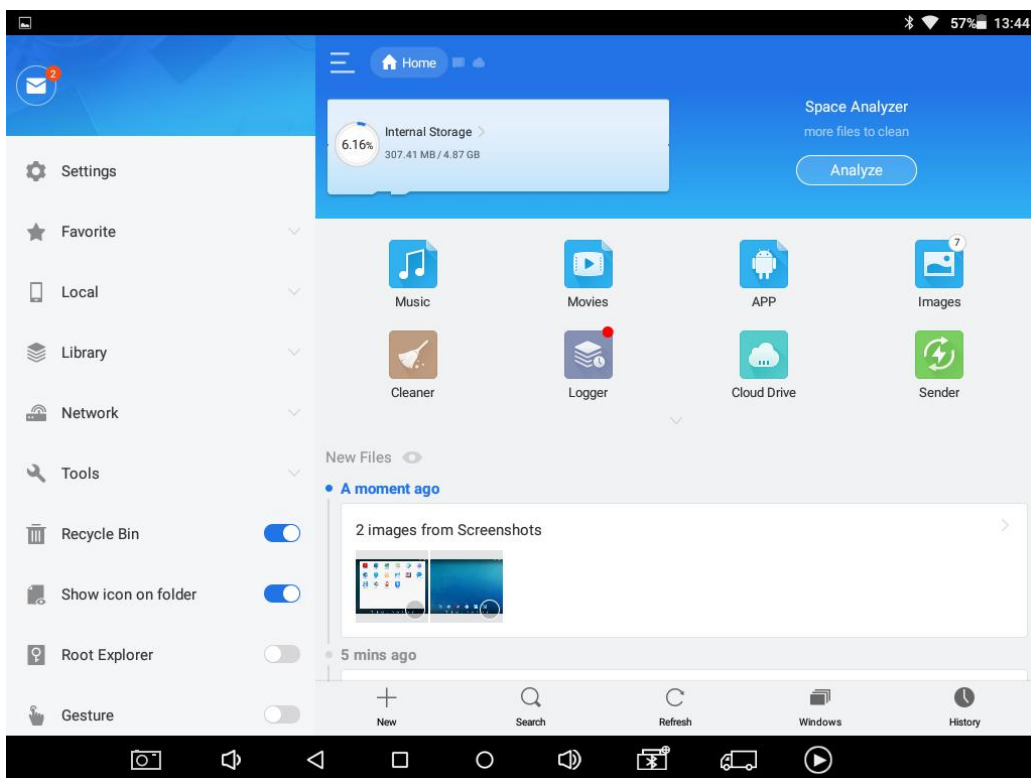 57% 13:44
2
Settings
Favorite
Local
Library
Network
Tools
Recycle Bin
Show icon on folder
Root Explorer
Gesture
Home
6.16%
Internal Storage
307.41 MB / 4.87 GB
Space Analyzer
more files to clean
Analyze
Music
Movies
APP
7
Images
Cleaner
Logger
Cloud Drive
Sender
New Files
A moment ago
2 images from Screenshots
5 mins ago
New
Search
Refresh
Windows
History